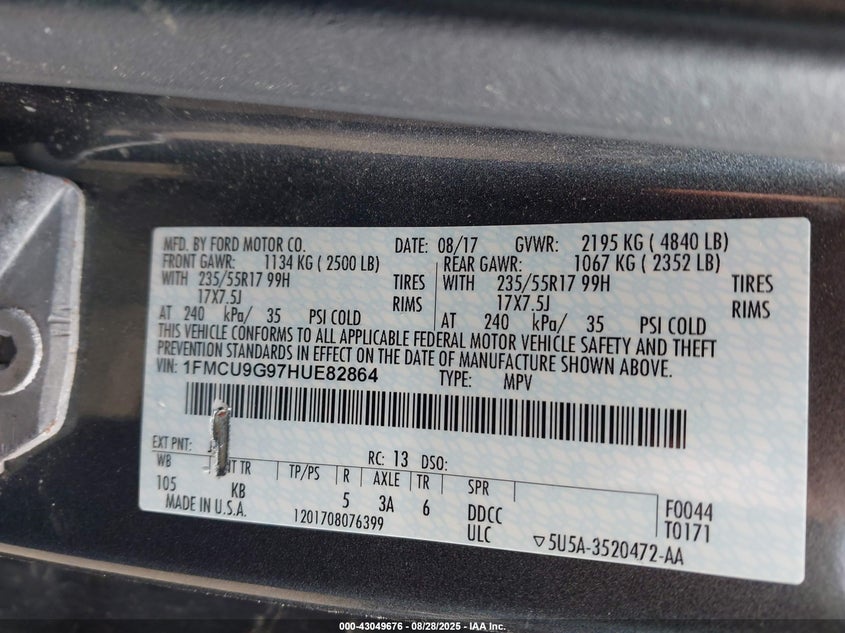 MFD. BY FORD MOTOR CO. DATE: 08/17 GVWR: 2195 KG ( 4840 LB)
FRONT GAWR: 1134 KG ( 2500 LB) REAR GAWR: 1067 KG ( 2352 LB)
WITH 235/55R17 99H TIRES WITH 235/55R17 99H TIRES
17X7.5J RIMS 17X7.5J RIMS
AT 240 kPa/ 35 PSI COLD AT 240 kPa/ 35 PSI COLD
THIS VEHICLE CONFORMS TO ALL APPLICABLE FEDERAL MOTOR VEHICLE SAFETY AND THEFT
PREVENTION STANDARDS IN EFFECT ON THE DATE OF MANUFACTURE SHOWN ABOVE.
VIN: 1FMCU9G97HUE82864 TYPE: MPV
EXT PNT: RC: 13 DSO:
WB TR TP/PS R AXLE TR SPR
105 KB 5 3A 6 DDCC F0044
MADE IN U.S.A. 1201708076399 ULC T0171
▽5U5A-3520472-AA
000-43049676 - 08/28/2025 - IAA Inc.